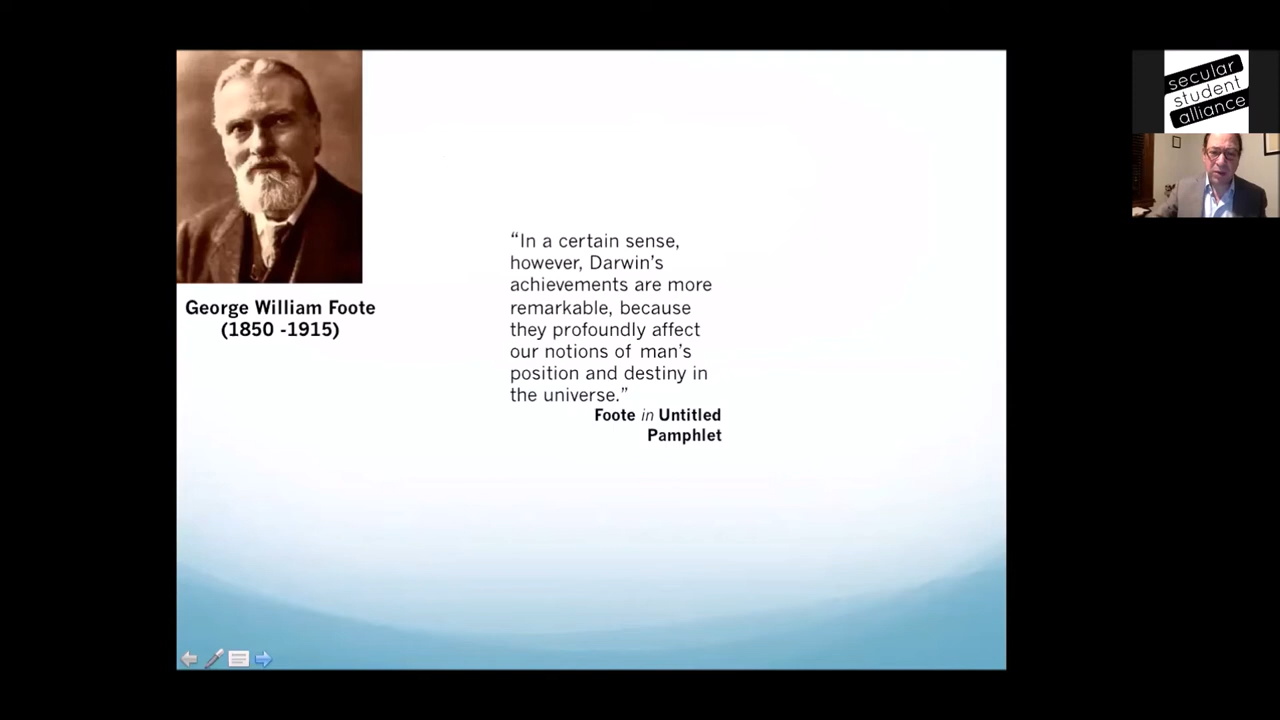 George William Foote
(1850 -1915)
“In a certain sense,
however, Darwin’s
achievements are more
remarkable, because
they profoundly affect
our notions of man’s
position and destiny in
the universe.”
Foote in Untitled
Pamphlet
secular
student
alliance